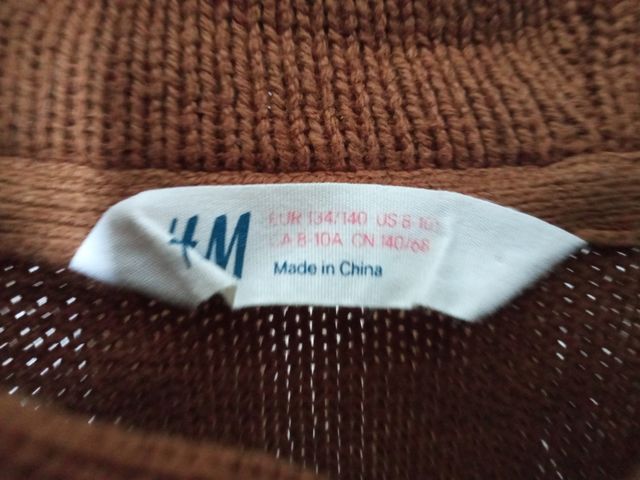 H&M
EUR 134/140 US 8-10Y
CA 8-10A CN 140/68
Made in China